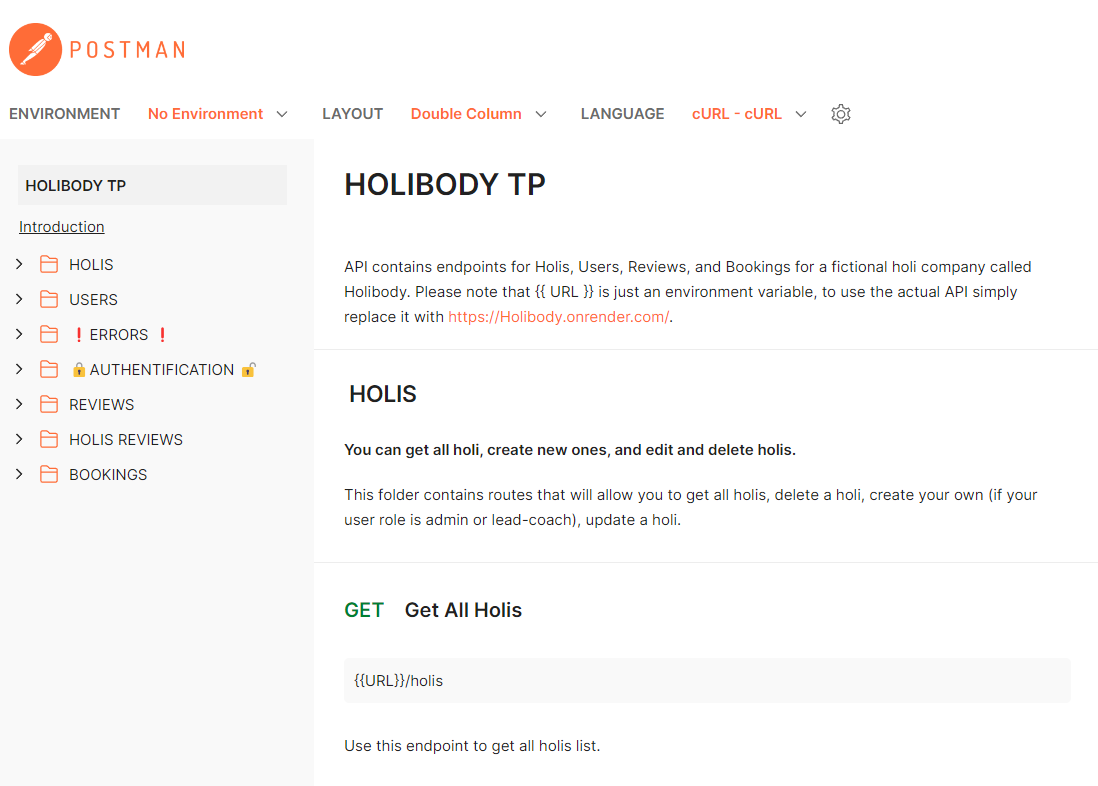 POSTMAN
ENVIRONMENT No Environment LAYOUT Double Column LANGUAGE cURL - cURL
HOLIBODY TP
Introduction
HOLIS
USERS
❗ERRORS ❗
🔒AUTHENTIFICATION 🔓
REVIEWS
HOLIS REVIEWS
BOOKINGS
HOLIBODY TP
API contains endpoints for Holis, Users, Reviews, and Bookings for a fictional holi company called
Holibody. Please note that {{ URL }} is just an environment variable, to use the actual API simply
replace it with https://Holibody.onrender.com/.
HOLIS
You can get all holi, create new ones, and edit and delete holis.
This folder contains routes that will allow you to get all holis, delete a holi, create your own (if your
user role is admin or lead-coach), update a holi.
GET Get All Holis
{{URL}}/holis
Use this endpoint to get all holis list.